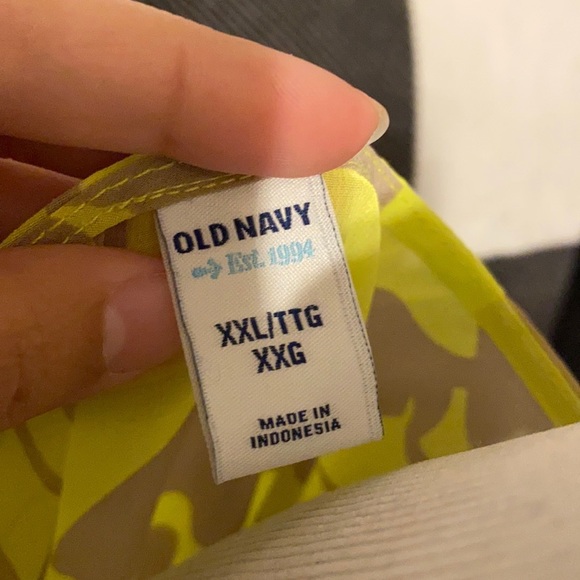 OLD NAVY
Est. 1994
XXL/TTG
XXG
MADE IN
INDONESIA